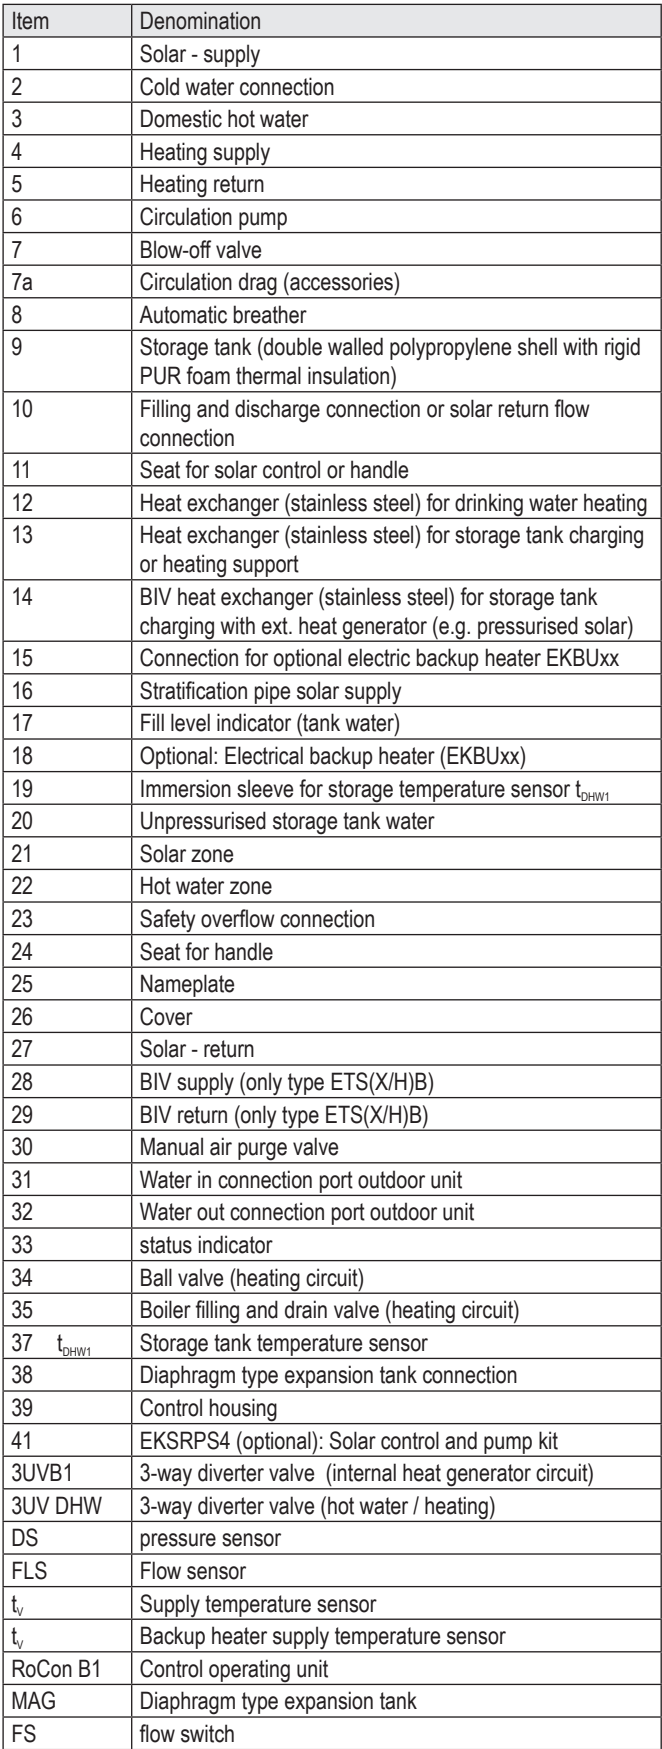 Item Denomination
1 Solar - supply
2 Cold water connection
3 Domestic hot water
4 Heating supply
5 Heating return
6 Circulation pump
7 Blow-off valve
7a Circulation drag (accessories)
8 Automatic breather
9 Storage tank (double walled polypropylene shell with rigid
PUR foam thermal insulation)
10 Filling and discharge connection or solar return flow
connection
11 Seat for solar control or handle
12 Heat exchanger (stainless steel) for drinking water heating
13 Heat exchanger (stainless steel) for storage tank charging
or heating support
14 BIV heat exchanger (stainless steel) for storage tank
charging with ext. heat generator (e.g. pressurised solar)
15 Connection for optional electric backup heater EKBUxx
16 Stratification pipe solar supply
17 Fill level indicator (tank water)
18 Optional: Electrical backup heater (EKBUxx)
19 Immersion sleeve for storage temperature sensor tDHW1
20 Unpressurised storage tank water
21 Solar zone
22 Hot water zone
23 Safety overflow connection
24 Seat for handle
25 Nameplate
26 Cover
27 Solar - return
28 BIV supply (only type ETS(X/H)B)
29 BIV return (only type ETS(X/H)B)
30 Manual air purge valve
31 Water in connection port outdoor unit
32 Water out connection port outdoor unit
33 status indicator
34 Ball valve (heating circuit)
35 Boiler filling and drain valve (heating circuit)
37 tDHW1 Storage tank temperature sensor
38 Diaphragm type expansion tank connection
39 Control housing
41 EKSRPS4 (optional): Solar control and pump kit
3UVB1 3-way diverter valve (internal heat generator circuit)
3UV DHW 3-way diverter valve (hot water / heating)
DS pressure sensor
FLS Flow sensor
tV Supply temperature sensor
tV Backup heater supply temperature sensor
RoCon B1 Control operating unit
MAG Diaphragm type expansion tank
FS flow switch